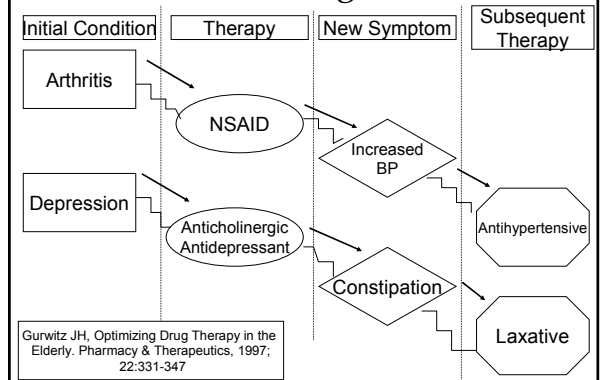 Initial Condition
Therapy
New Symptom
Subsequent
Therapy
Arthritis
NSAID
Increased
BP
Antihypertensive
Depression
Anticholinergic
Antidepressant
Constipation
Laxative
Gurwitz JH, Optimizing Drug Therapy in the
Elderly. Pharmacy & Therapeutics, 1997;
22:331-347